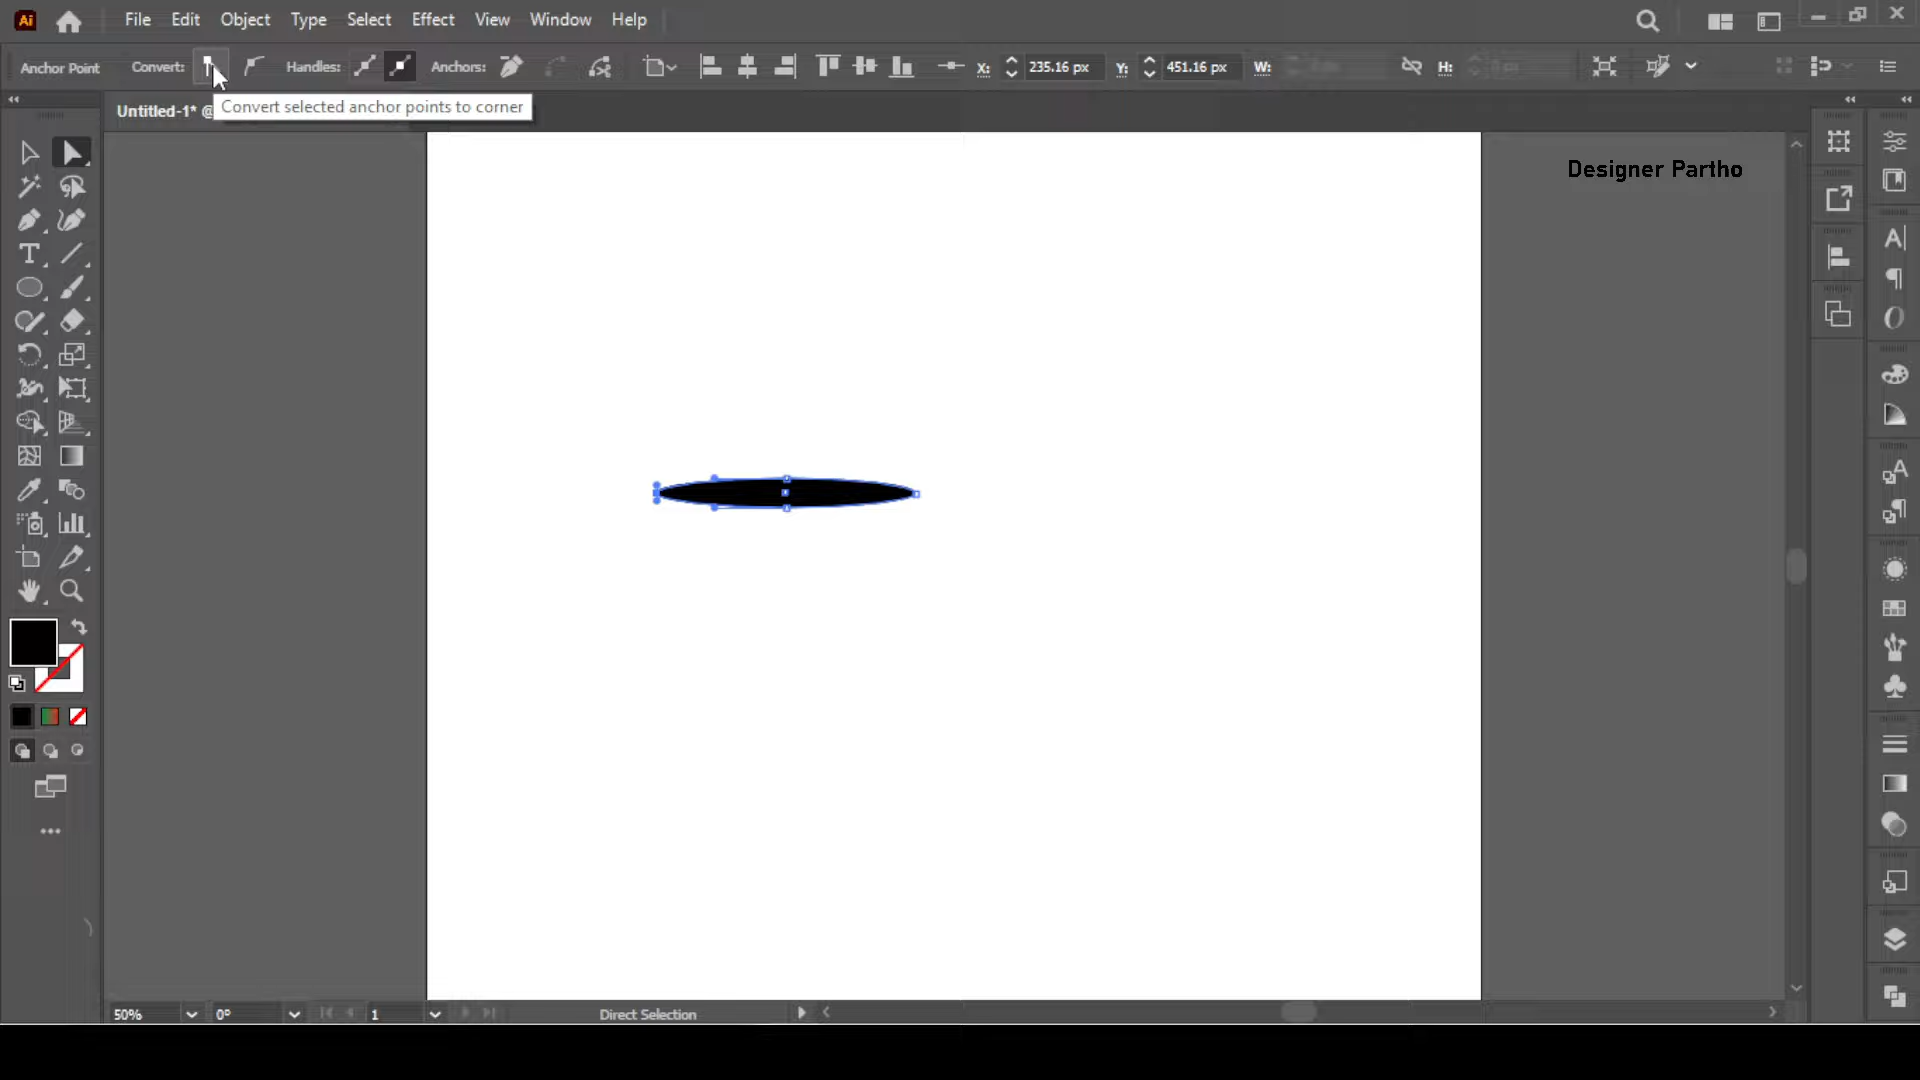 Ai File Edit Object Type Select Effect View Window Help
Anchor Point Convert: Handles: Anchors: X: 235.16 px Y: 451.16 px W: H:
Convert selected anchor points to corner
Untitled-1* @
Designer Partho
50% 0° 1 Direct Selection